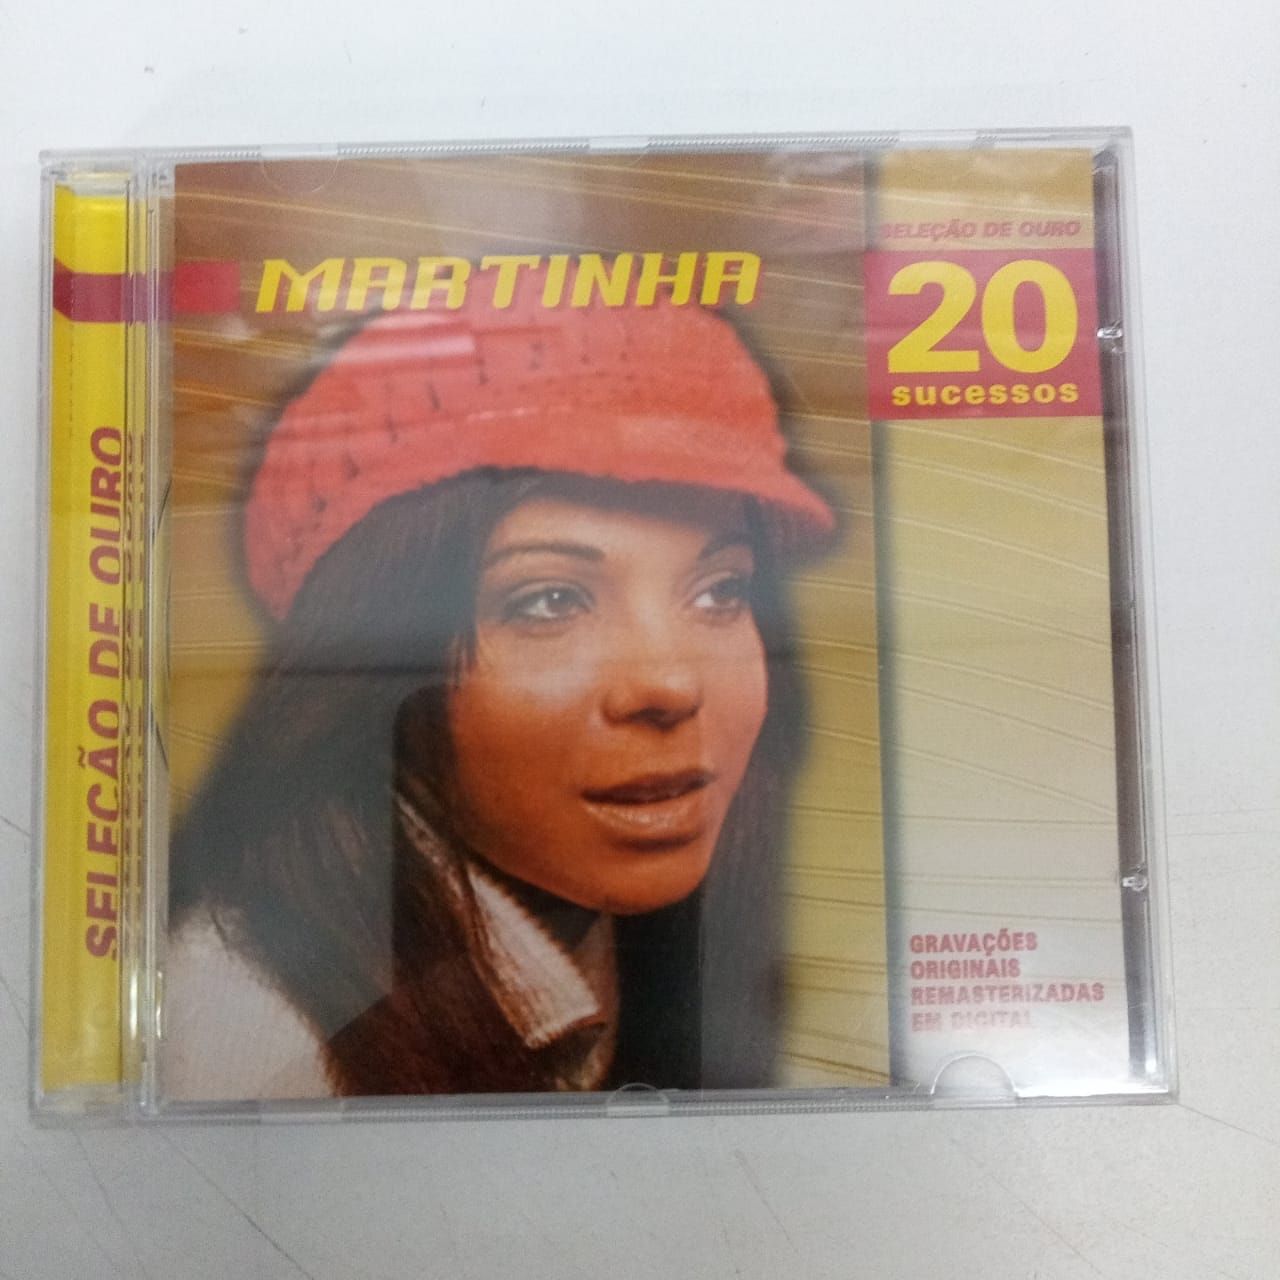 MARTINHA
SELEÇÃO DE OURO
20
sucessos
GRAVAÇÕES
ORIGINAIS
REMASTERIZADAS
EM DIGITAL
SELEÇÃO DE OURO